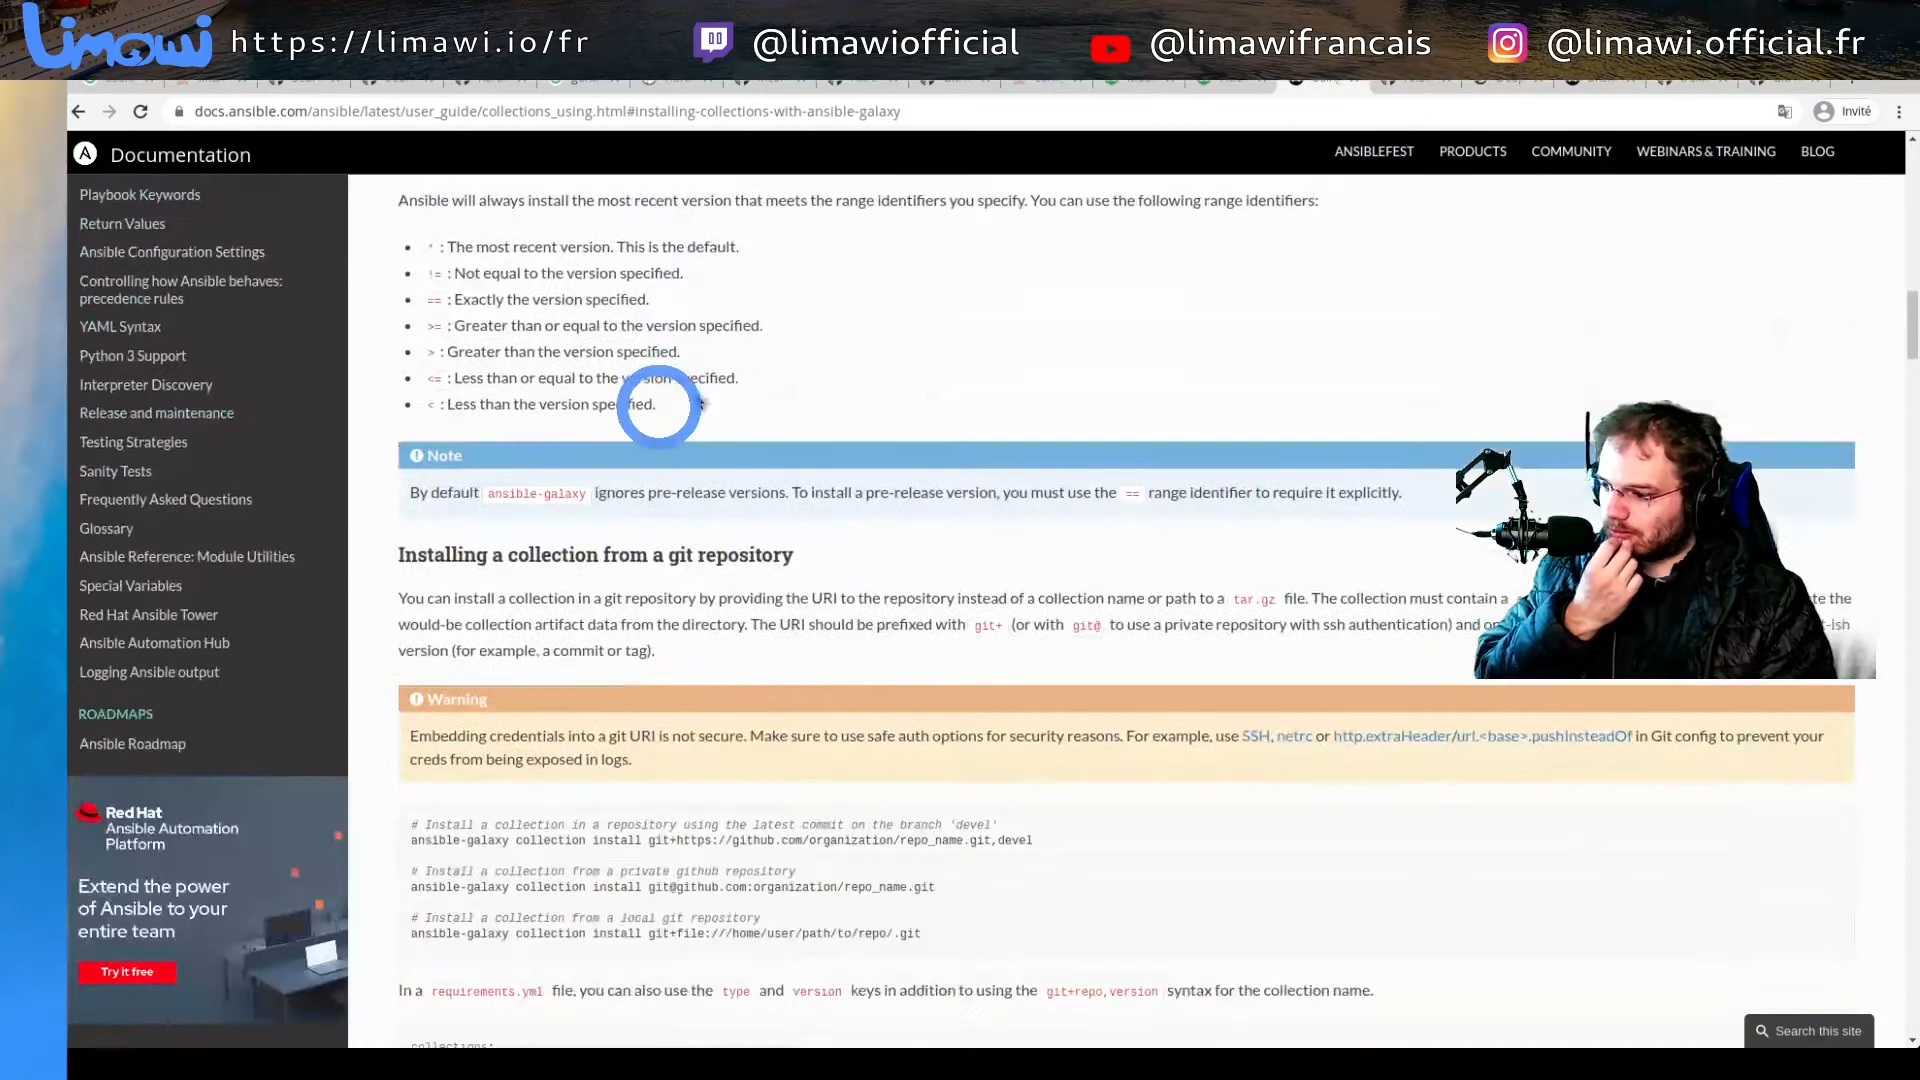 Limawi https://limawi.io/fr @limawiofficial @limawifrancais @limawi.official.fr
docs.ansible.com/ansible/latest/user_guide/collections_using.html#installing-collections-with-ansible-galaxy Invité
A Documentation ANSIBLEFEST PRODUCTS COMMUNITY WEBINARS & TRAINING BLOG
Playbook Keywords
Return Values
Ansible Configuration Settings
Controlling how Ansible behaves:
precedence rules
YAML Syntax
Python 3 Support
Interpreter Discovery
Release and maintenance
Testing Strategies
Sanity Tests
Frequently Asked Questions
Glossary
Ansible Reference: Module Utilities
Special Variables
Red Hat Ansible Tower
Ansible Automation Hub
Logging Ansible output
ROADMAPS
Ansible Roadmap
Red Hat
Ansible Automation
Platform
Extend the power
of Ansible to your
entire team
Try it free
Ansible will always install the most recent version that meets the range identifiers you specify. You can use the following range identifiers:
* : The most recent version. This is the default.
!= : Not equal to the version specified.
== : Exactly the version specified.
>= : Greater than or equal to the version specified.
> : Greater than the version specified.
<= : Less than or equal to the version specified.
< : Less than the version specified.
Note
By default ansible-galaxy ignores pre-release versions. To install a pre-release version, you must use the == range identifier to require it explicitly.
Installing a collection from a git repository
You can install a collection in a git repository by providing the URI to the repository instead of a collection name or path to a tar.gz file. The collection must contain a the
would-be collection artifact data from the directory. The URI should be prefixed with git+ (or with git@ to use a private repository with ssh authentication) and -ish
version (for example, a commit or tag).
Warning
Embedding credentials into a git URI is not secure. Make sure to use safe auth options for security reasons. For example, use SSH, netrc or http.extraHeader/url.<base>.pushInsteadOf in Git config to prevent your
creds from being exposed in logs.
# Install a collection in a repository using the latest commit on the branch 'devel'
ansible-galaxy collection install git+https://github.com/organization/repo_name.git,devel
# Install a collection from a private github repository
ansible-galaxy collection install git@github.com:organization/repo_name.git
# Install a collection from a local git repository
ansible-galaxy collection install git+file:///home/user/path/to/repo/.git
In a requirements.yml file, you can also use the type and version keys in addition to using the git+repo,version syntax for the collection name.
collections:
Search this site